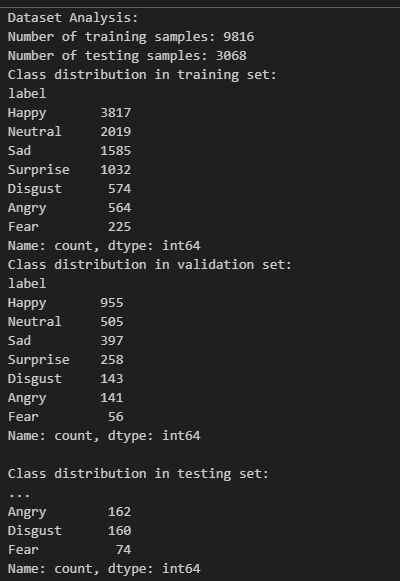 Dataset Analysis:
Number of training samples: 9816
Number of testing samples: 3068
Class distribution in training set:
label
Happy       3817
Neutral     2019
Sad         1585
Surprise    1032
Disgust      574
Angry        564
Fear         225
Name: count, dtype: int64
Class distribution in validation set:
label
Happy       955
Neutral     505
Sad         397
Surprise    258
Disgust     143
Angry       141
Fear         56
Name: count, dtype: int64

Class distribution in testing set:
...
Angry        162
Disgust      160
Fear          74
Name: count, dtype: int64